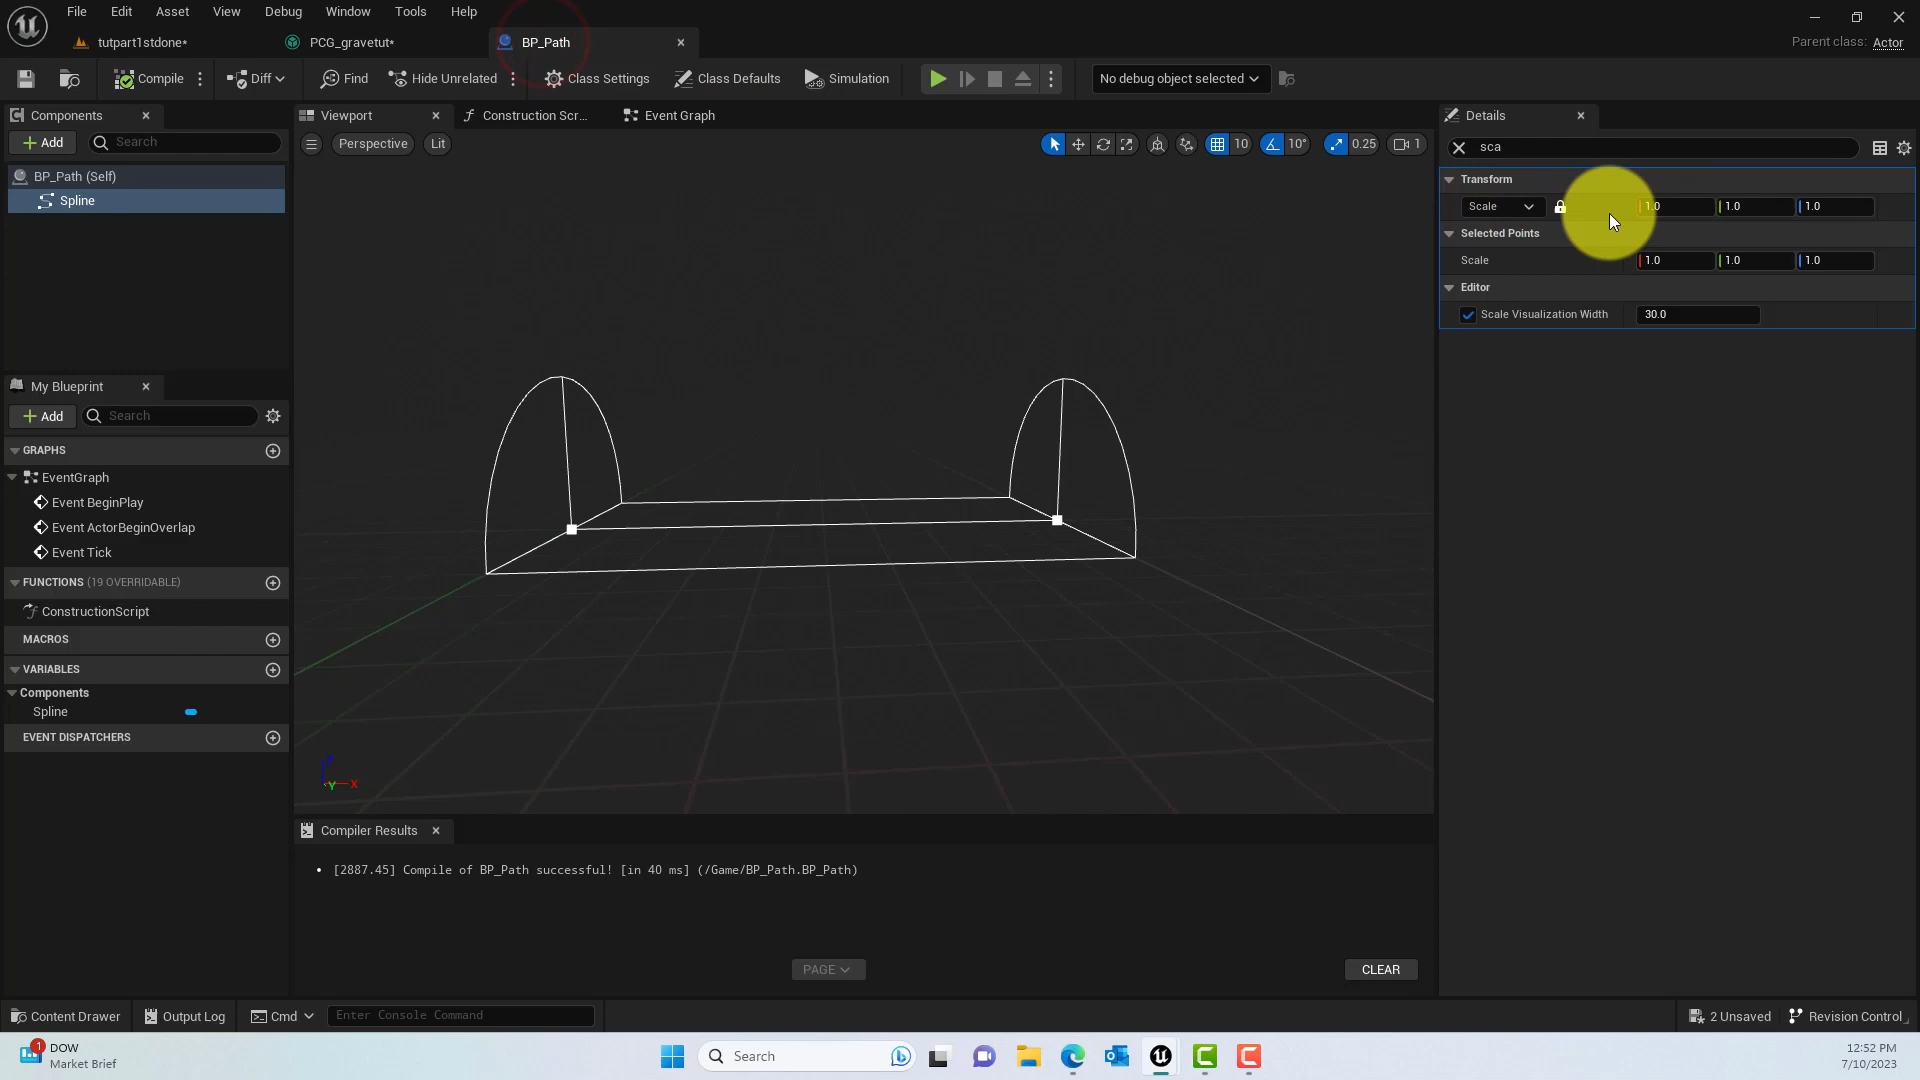 File Edit Asset View Debug Window Tools Help
tutpart1stdone*
PCG_gravetut*
BP_Path
Parent class: Actor
Compile
Diff
Find
Hide Unrelated
Class Settings
Class Defaults
Simulation
No debug object selected
Components
Add
Search
BP_Path (Self)
Spline
Viewport
Construction Scr...
Event Graph
Perspective
Lit
10
10°
0.25
1
Details
sca
Transform
Scale 1.0 1.0 1.0
Selected Points
Scale 1.0 1.0 1.0
Editor
Scale Visualization Width 30.0
My Blueprint
Add
Search
GRAPHS
EventGraph
Event BeginPlay
Event ActorBeginOverlap
Event Tick
FUNCTIONS (19 OVERRIDABLE)
ConstructionScript
MACROS
VARIABLES
Components
Spline
EVENT DISPATCHERS
Z
Y
X
Compiler Results
• [2887.45] Compile of BP_Path successful! [in 40 ms] (/Game/BP_Path.BP_Path)
PAGE
CLEAR
Content Drawer
Output Log
Cmd
Enter Console Command
2 Unsaved
Revision Control
1
DOW
Market Brief
Search
12:52 PM
7/10/2023